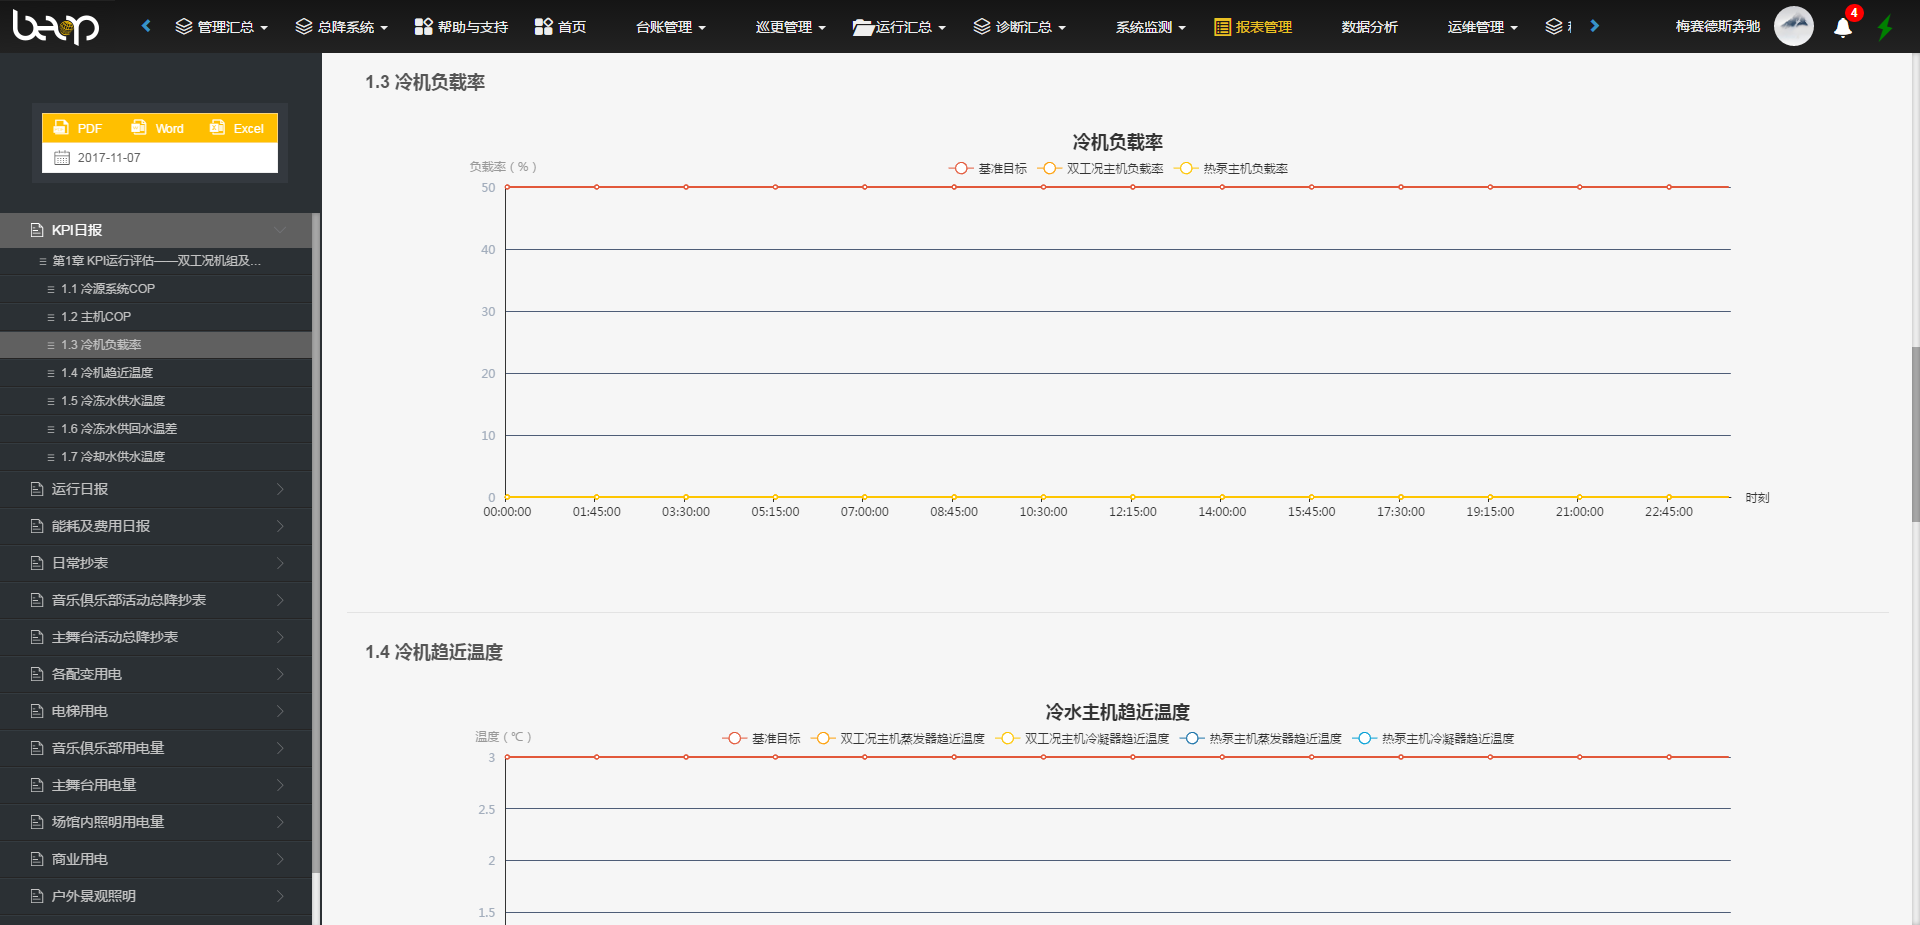 beop
管理汇总
总降系统
帮助与支持
首页
台账管理
巡更管理
运行汇总
诊断汇总
系统监测
报表管理
数据分析
运维管理
梅赛德斯奔驰
4
PDF
Word
Excel
2017-11-07
KPI日报
第1章 KPI运行评估——双工况机组及...
1.1 冷源系统COP
1.2 主机COP
1.3 冷机负载率
1.4 冷机趋近温度
1.5 冷冻水供水温度
1.6 冷冻水供回水温差
1.7 冷却水供水温度
运行日报
能耗及费用日报
日常抄表
音乐俱乐部活动总降抄表
主舞台活动总降抄表
各配变用电
电梯用电
音乐俱乐部用电量
主舞台用电量
场馆内照明用电量
商业用电
户外景观照明
1.3 冷机负载率
冷机负载率
负载率（%）
基准目标
双工况主机负载率
热泵主机负载率
50
40
30
20
10
0
00:00:00
01:45:00
03:30:00
05:15:00
07:00:00
08:45:00
10:30:00
12:15:00
14:00:00
15:45:00
17:30:00
19:15:00
21:00:00
22:45:00
时刻
1.4 冷机趋近温度
冷水主机趋近温度
温度（℃）
基准目标
双工况主机蒸发器趋近温度
双工况主机冷凝器趋近温度
热泵主机蒸发器趋近温度
热泵主机冷凝器趋近温度
3
2.5
2
1.5